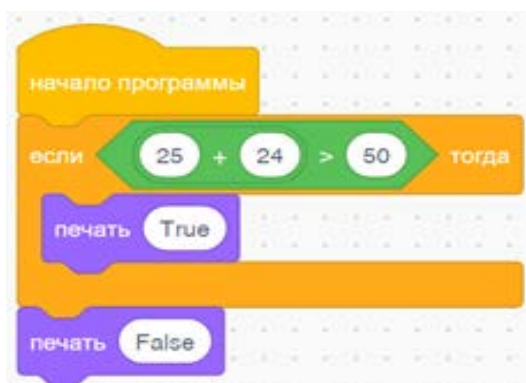 начало программы
если 25 + 24 > 50 тогда
печать True
печать False